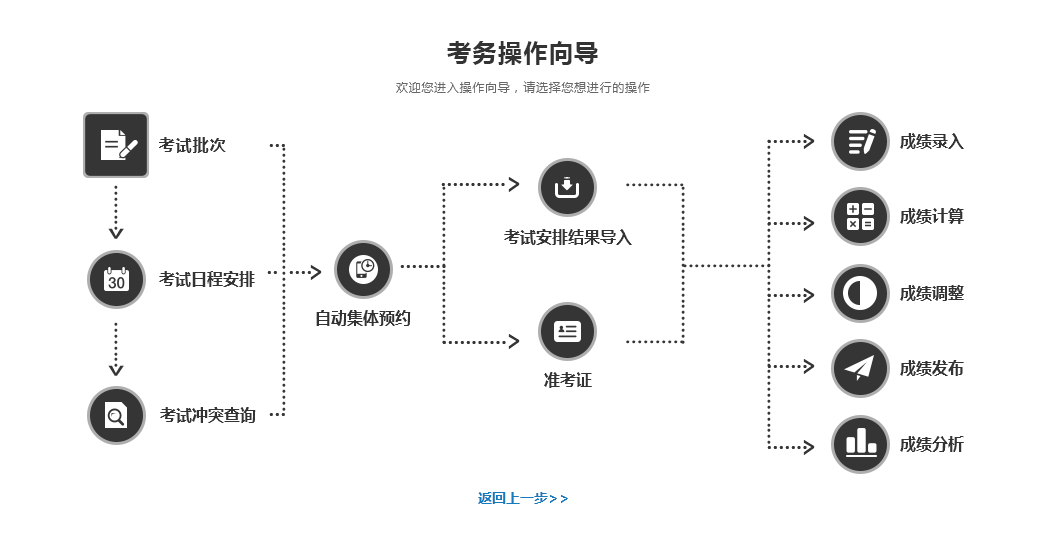 考务操作向导
欢迎您进入操作向导，请选择您想进行的操作
考试批次
30
考试日程安排
考试冲突查询
自动集体预约
考试安排结果导入
准考证
成绩录入
成绩计算
成绩调整
成绩发布
成绩分析
返回上一步>>